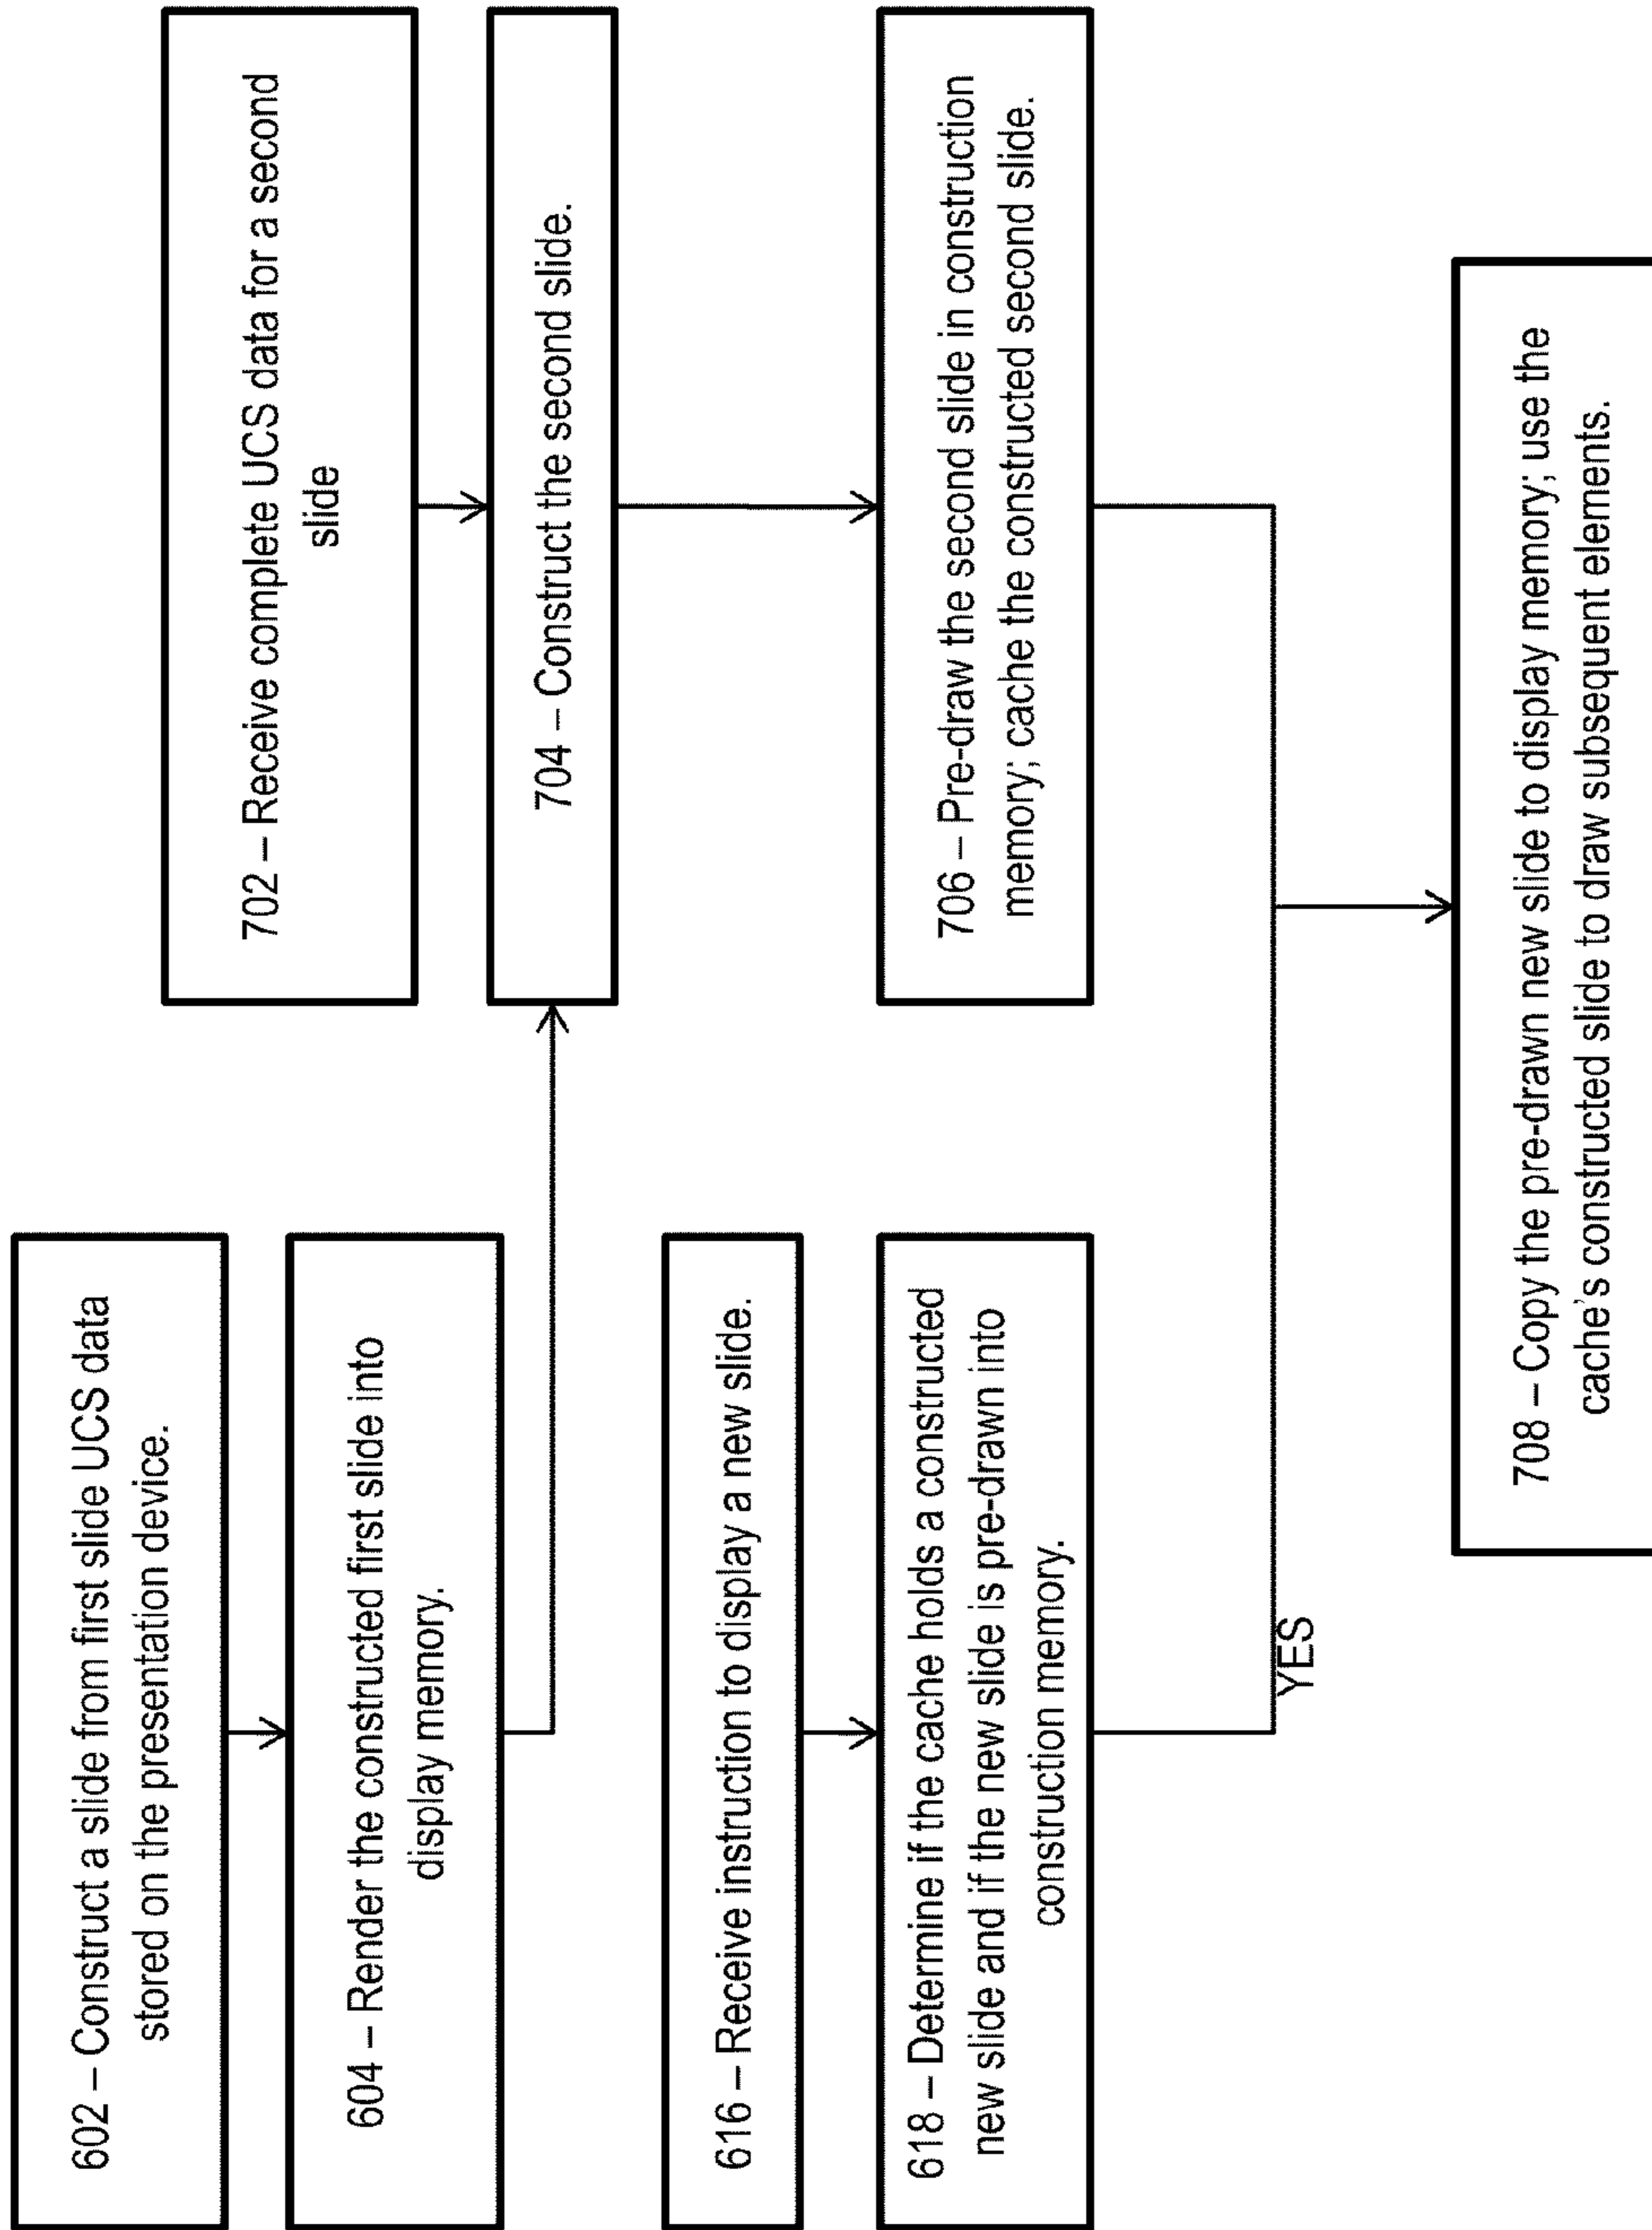 602 – Construct a slide from first slide UCS data
stored on the presentation device.
604 – Render the constructed first slide into
display memory.
616 – Receive instruction to display a new slide.
618 – Determine if the cache holds a constructed
new slide and if the new slide is pre-drawn into
construction memory.
YES
702 – Receive complete UCS data for a second
slide
704 – Construct the second slide.
706 – Pre-draw the second slide in construction
memory; cache the constructed second slide.
708 – Copy the pre-drawn new slide to display memory; use the
cache's constructed slide to draw subsequent elements.